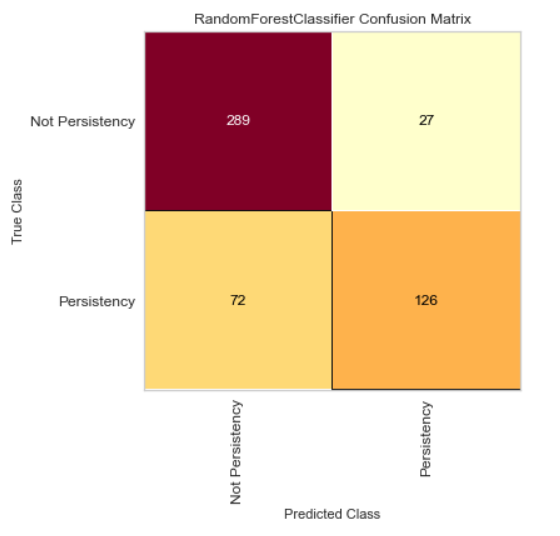 RandomForestClassifier Confusion Matrix
Not Persistency
289
27
True Class
Persistency
72
126
Not Persistency
Persistency
Predicted Class